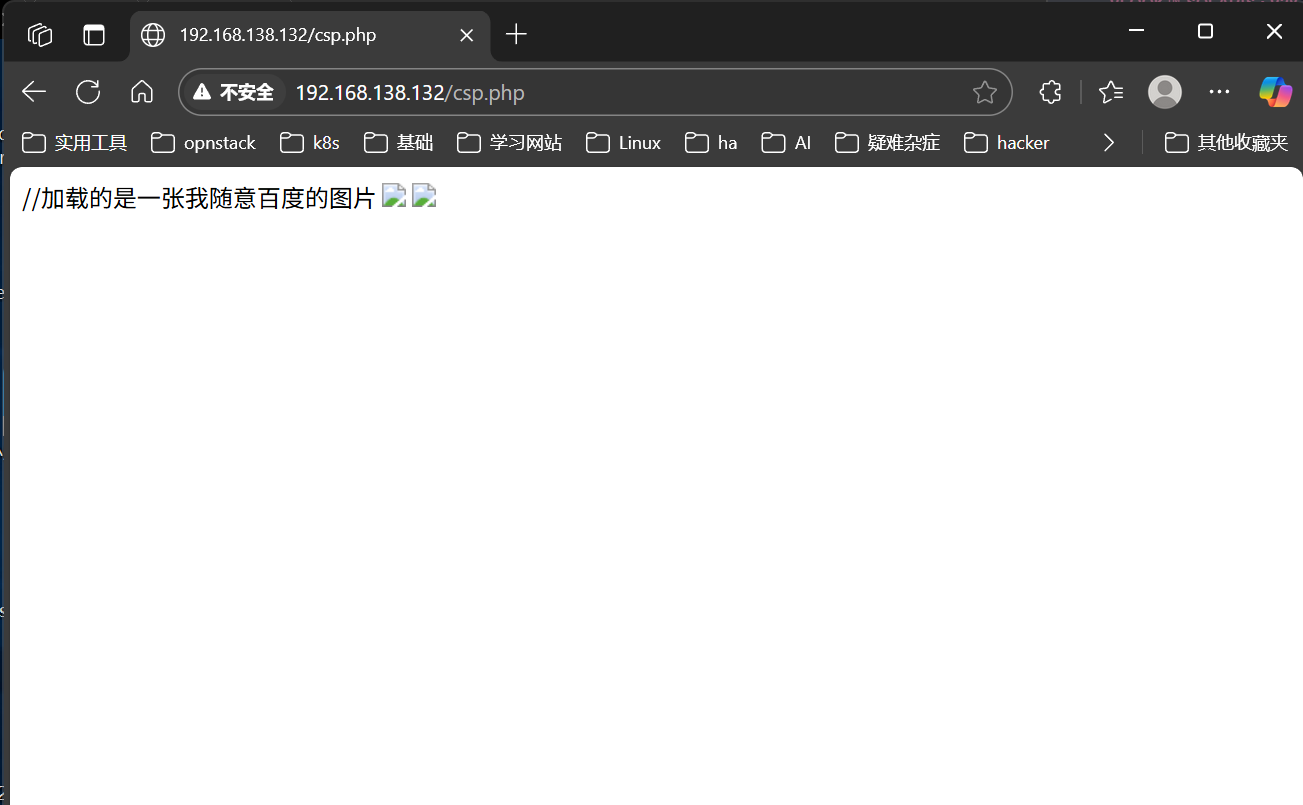 192.168.138.132/csp.php
不安全 192.168.138.132/csp.php
实用工具 opnstack k8s 基础 学习网站 Linux ha AI 疑难杂症 hacker 其他收藏夹
//加载的是一张我随意百度的图片